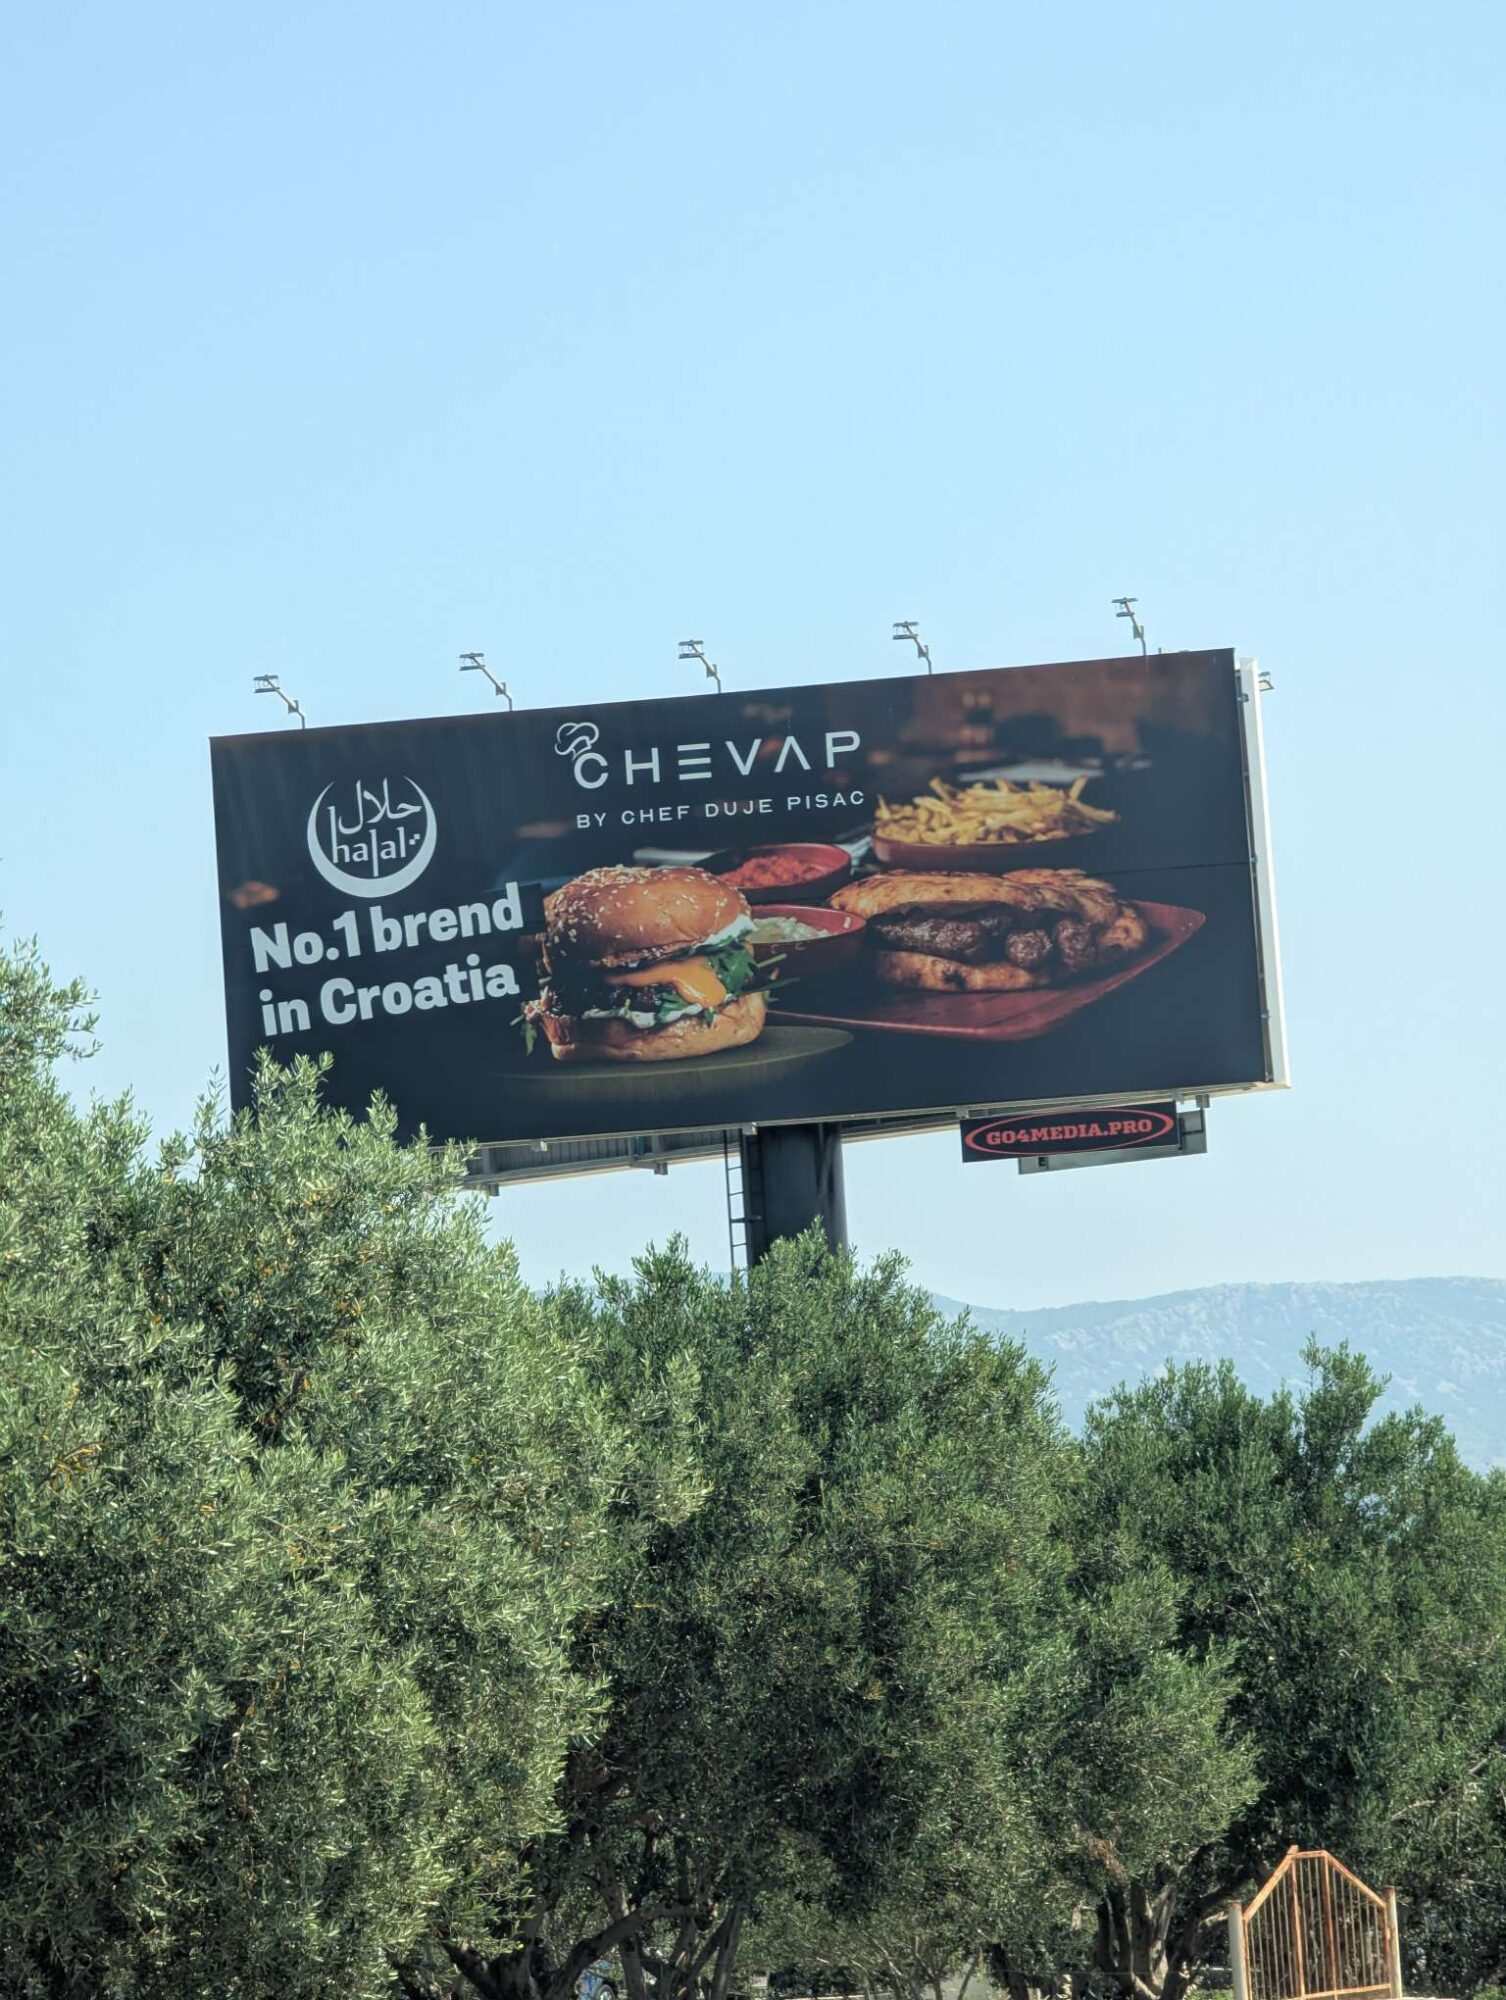 CHEVAP
BY CHEF DUJE PISAC
حلال
halal
No.1 brend
in Croatia
GO4MEDIA.PRO